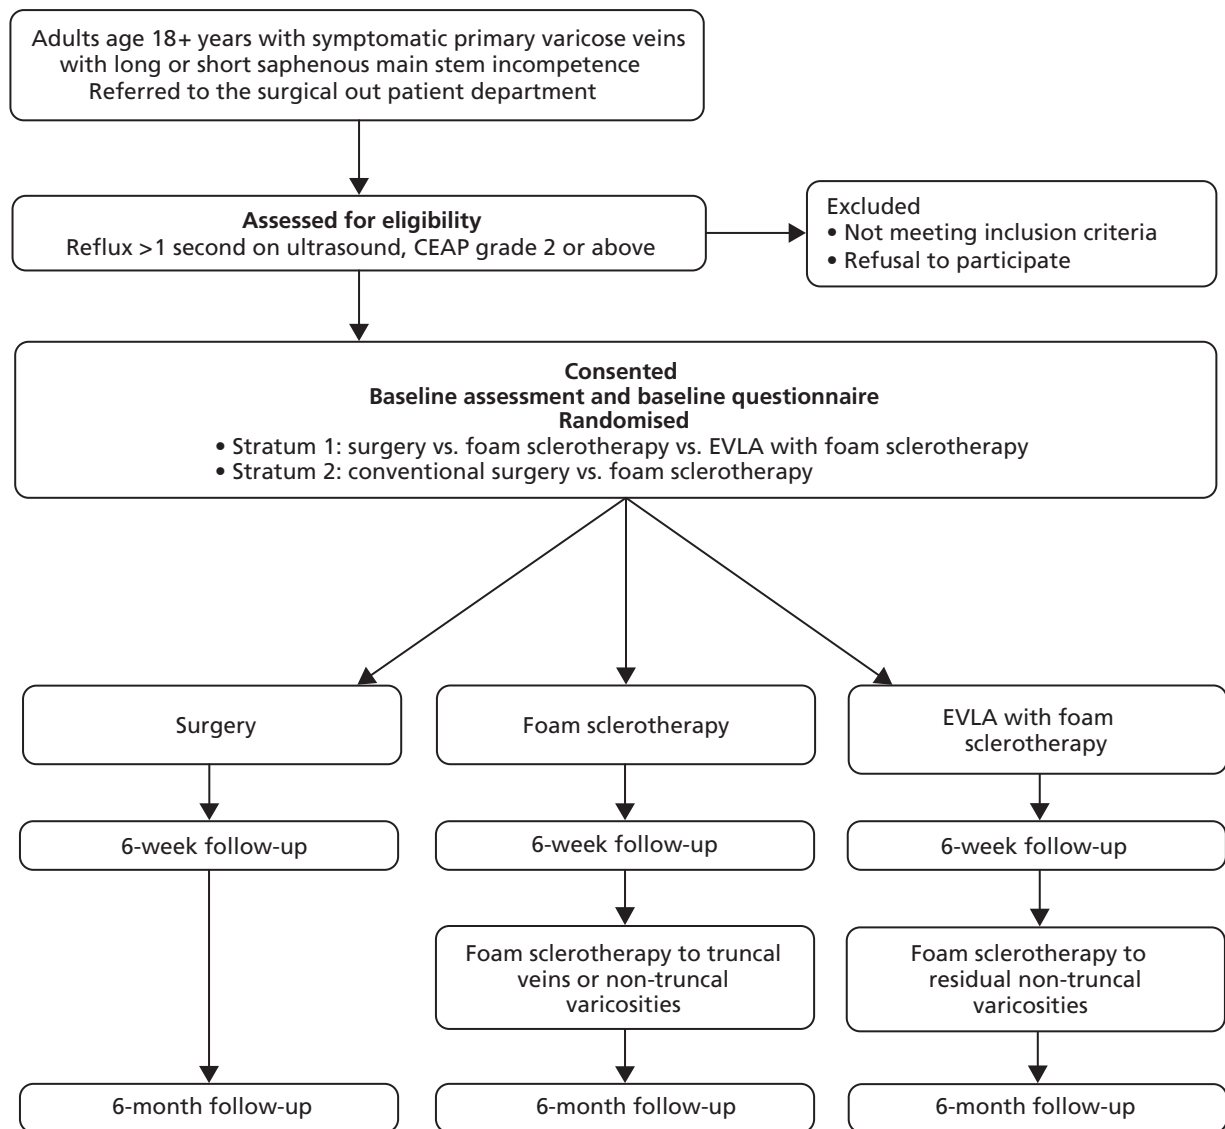 Adults age 18+ years with symptomatic primary varicose veins
with long or short saphenous main stem incompetence
Referred to the surgical out patient department
Assessed for eligibility
Reflux >1 second on ultrasound, CEAP grade 2 or above
Excluded
• Not meeting inclusion criteria
• Refusal to participate
Consented
Baseline assessment and baseline questionnaire
Randomised
• Stratum 1: surgery vs. foam sclerotherapy vs. EVLA with foam sclerotherapy
• Stratum 2: conventional surgery vs. foam sclerotherapy
Surgery
Foam sclerotherapy
EVLA with foam
sclerotherapy
6-week follow-up
6-week follow-up
6-week follow-up
Foam sclerotherapy to truncal
veins or non-truncal
varicosities
Foam sclerotherapy to
residual non-truncal
varicosities
6-month follow-up
6-month follow-up
6-month follow-up